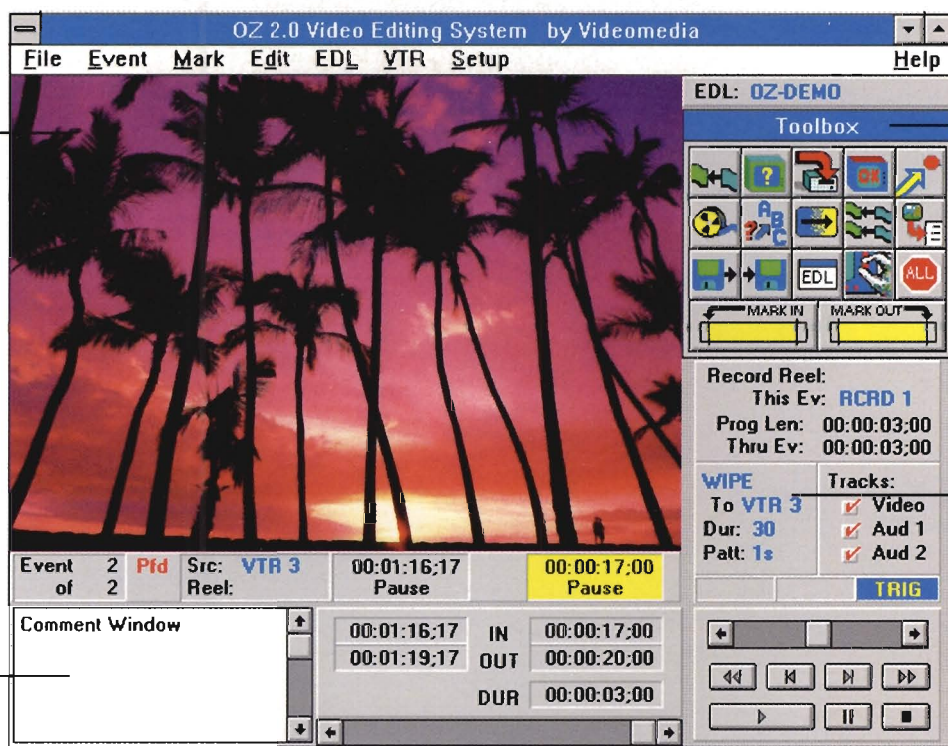 OZ 2.0 Video Editing System by Videomedia
File Event Mark Edit EDL VTR Setup Help
EDL: OZ-DEMO
Toolbox
?
OK
A
B
C
?
EDL
ALL
MARK IN MARK OUT
Record Reel:
This Ev: RCRD 1
Prog Len: 00:00:03;00
Thru Ev: 00:00:03;00
WIPE
To VTR 3
Dur: 30
Patt: 1s
Tracks:
Video
Aud 1
Aud 2
TRIG
Event 2 Pfd Src: VTR 3 00:01:16;17 00:00:17;00
of 2 Reel: Pause Pause
Comment Window
00:01:16;17 IN 00:00:17;00
00:01:19;17 OUT 00:00:20;00
DUR 00:00:03;00